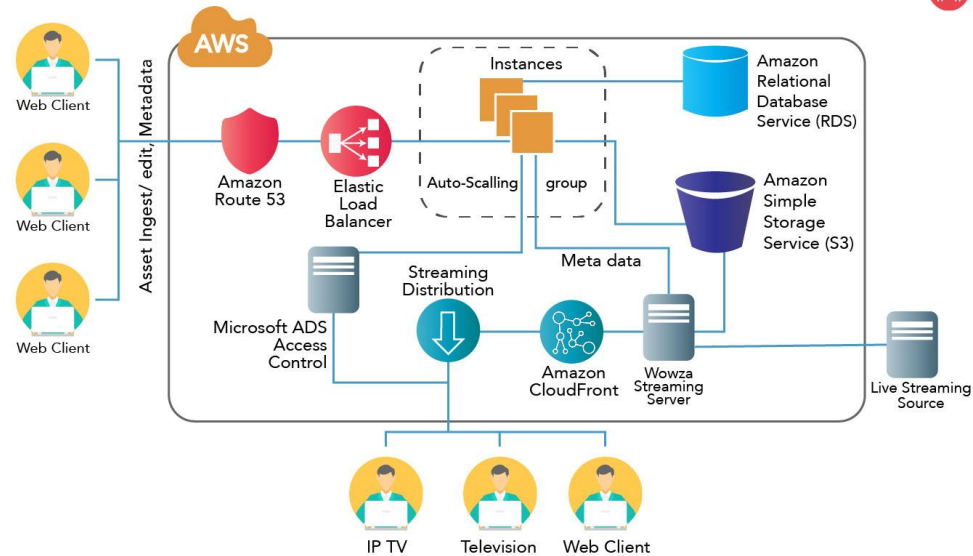 AWS
Web Client
Web Client
Web Client
Asset Ingest/ edit, Metadata
Amazon
Route 53
Elastic
Load
Balancer
Instances
Auto-Scalling
group
Amazon
Relational
Database
Service (RDS)
Amazon
Simple
Storage
Service (S3)
Meta data
Microsoft ADS
Access
Control
Streaming
Distribution
Amazon
CloudFront
Wowza
Streaming
Server
Live Streaming
Source
IP TV
Television
Web Client